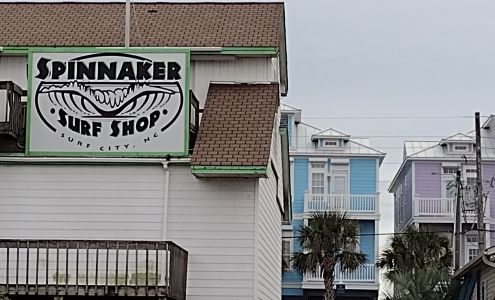 SPINNAKER
SURF SHOP
SURF CITY, NC